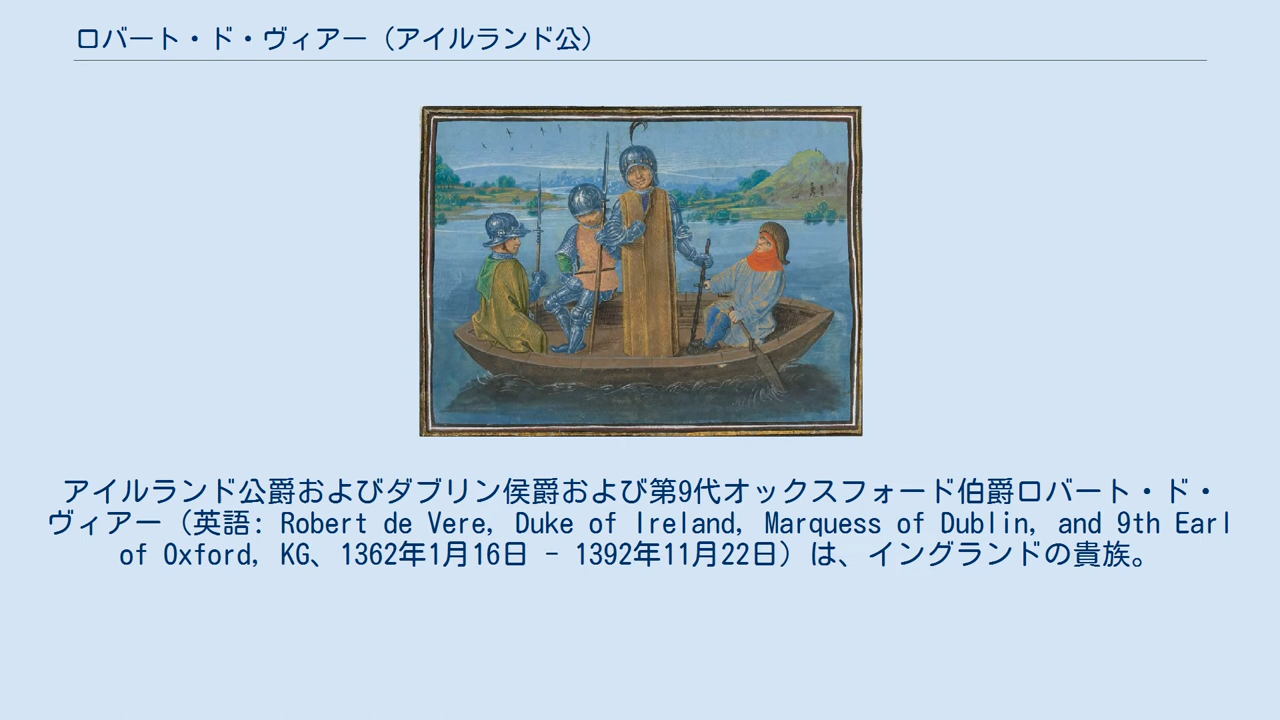 ロバート・ド・ヴィアー（アイルランド公）
アイルランド公爵およびダブリン侯爵および第9代オックスフォード伯爵ロバート・ド・
ヴィアー（英語: Robert de Vere, Duke of Ireland, Marquess of Dublin, and 9th Earl
of Oxford, KG、1362年1月16日 - 1392年11月22日）は、イングランドの貴族。